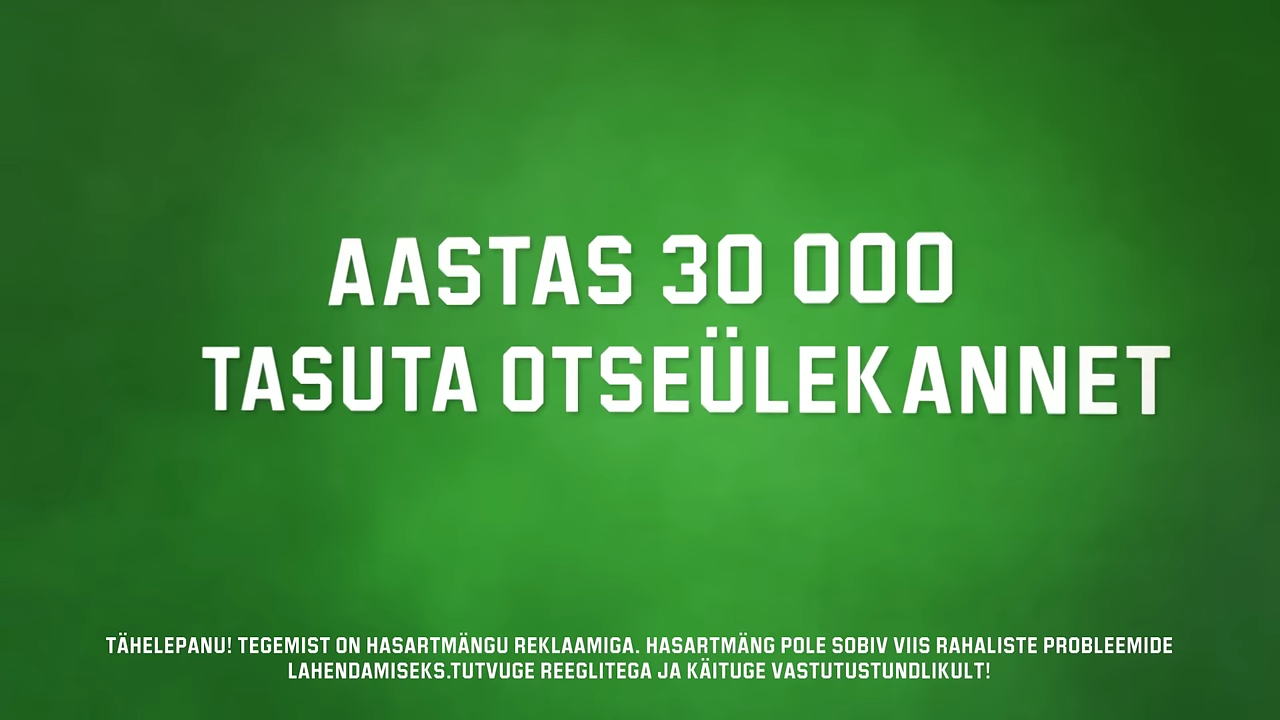 AASTAS 30 000
TASUTA OTSEÜLEKANNET
TÄHELEPANU! TEGEMIST ON HASARTMÄNGU REKLAAMIGA. HASARTMÄNG POLE SOBIV VIIS RAHALISTE PROBLEEMIDE
LAHENDAMISEKS.TUTVUGE REEGLITEGA JA KÄITUGE VASTUTUSTUNDLIKULT!